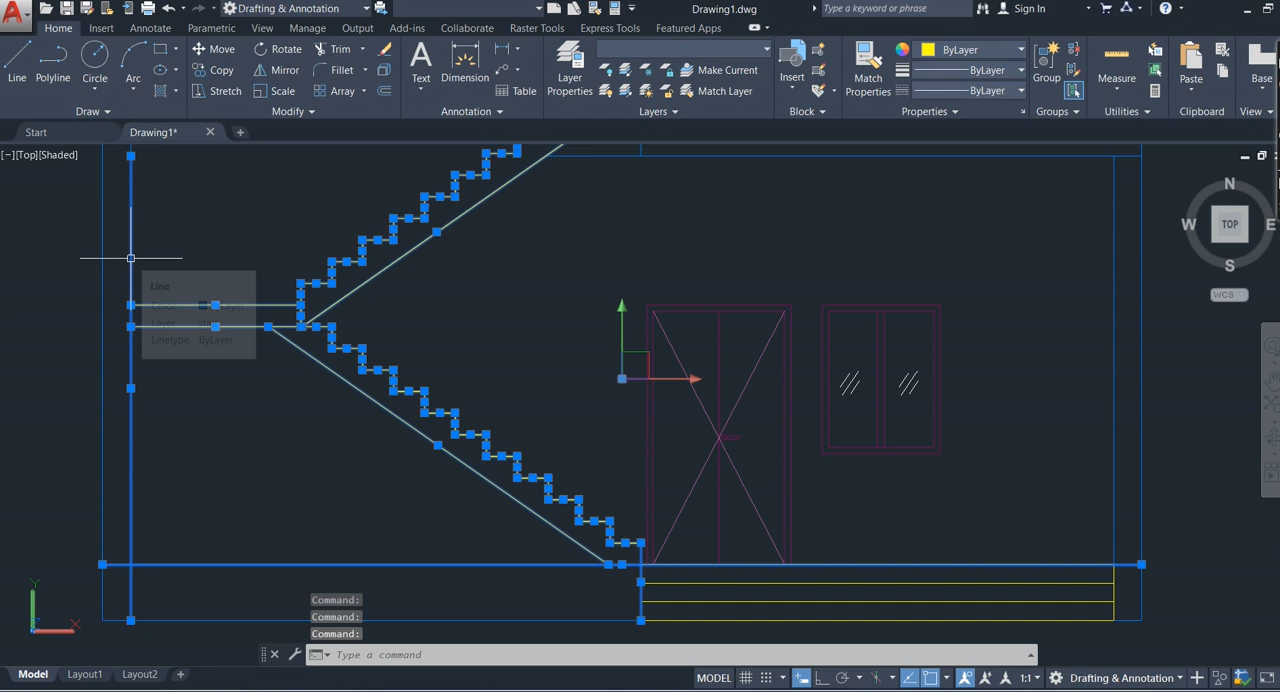 A Drafting & Annotation Drawing1.dwg Type a keyword or phrase Sign In ?
Home Insert Annotate Parametric View Manage Output Add-ins Collaborate Raster Tools Express Tools Featured Apps
Line Polyline Circle Arc
Move Rotate Trim
Copy Mirror Fillet
Stretch Scale Array
Text Dimension Table
Layer Properties
Make Current
Match Layer
Insert
Match Properties
ByLayer
ByLayer
ByLayer
Group Measure Paste Base
Draw Modify Annotation Layers Block Properties Groups Utilities Clipboard View
Start Drawing1* +
[−][Top][Shaded]
N
W TOP E
S
WCS
Line
Color ByLayer
Layer
Linetype ByLayer
Y
X
Command:
Command:
Command:
Type a command
Model Layout1 Layout2 + MODEL 1:1 Drafting & Annotation